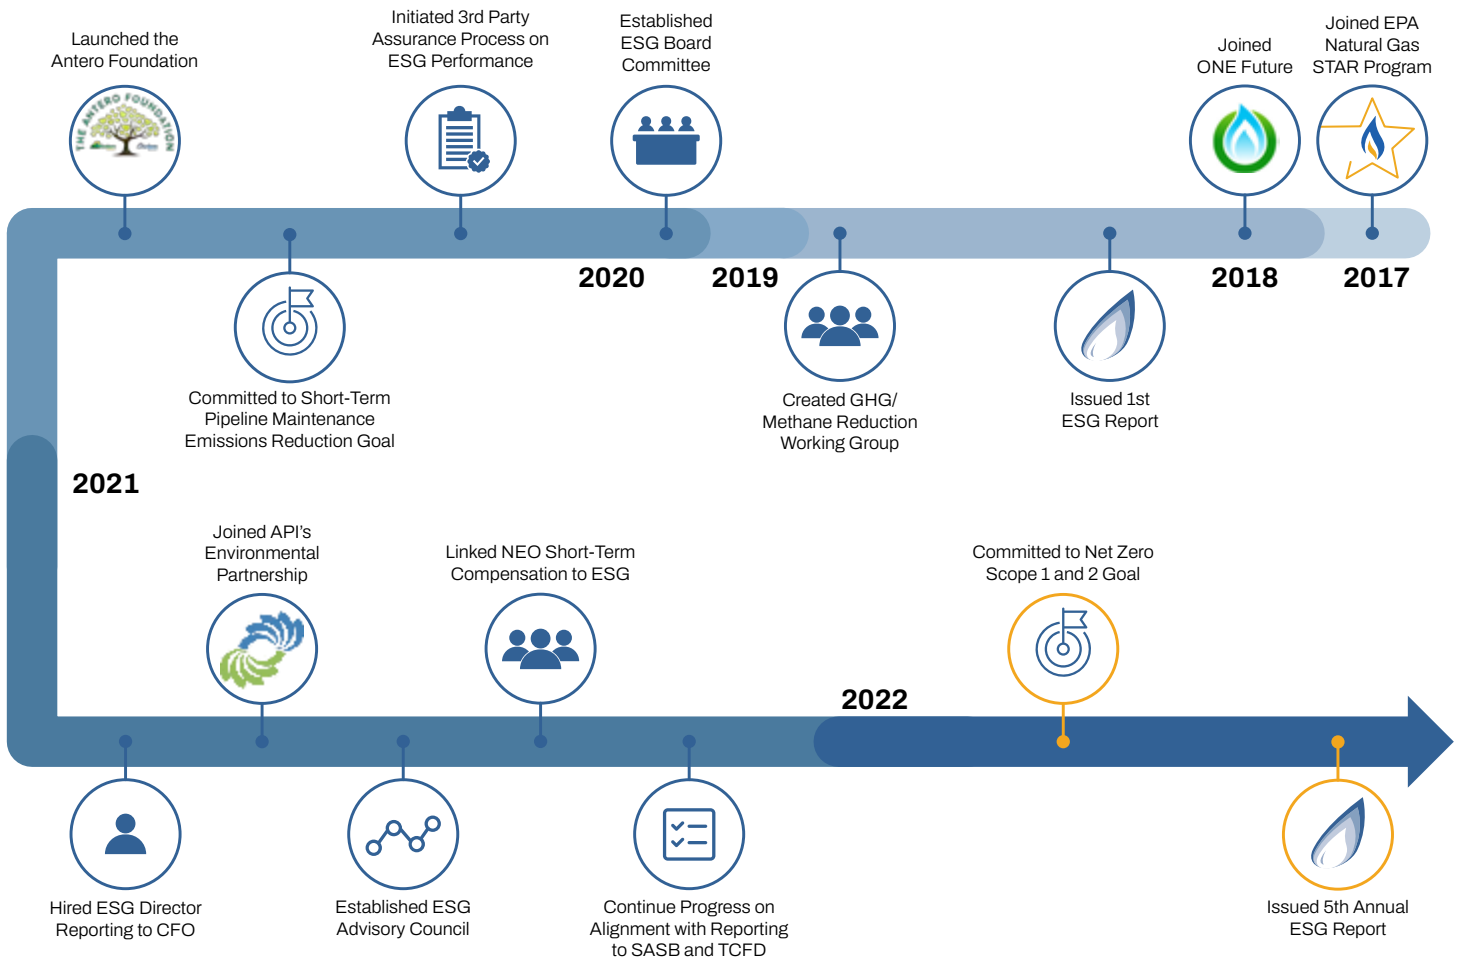 Launched the
Antero Foundation
THE ANTERO FOUNDATION
Initiated 3rd Party
Assurance Process on
ESG Performance
Established
ESG Board
Committee
Joined
ONE Future
Joined EPA
Natural Gas
STAR Program
2020
2019
2018
2017
Committed to Short-Term
Pipeline Maintenance
Emissions Reduction Goal
Created GHG/
Methane Reduction
Working Group
Issued 1st
ESG Report
2021
Joined API’s
Environmental
Partnership
Linked NEO Short-Term
Compensation to ESG
Committed to Net Zero
Scope 1 and 2 Goal
2022
Hired ESG Director
Reporting to CFO
Established ESG
Advisory Council
Continue Progress on
Alignment with Reporting
to SASB and TCFD
Issued 5th Annual
ESG Report